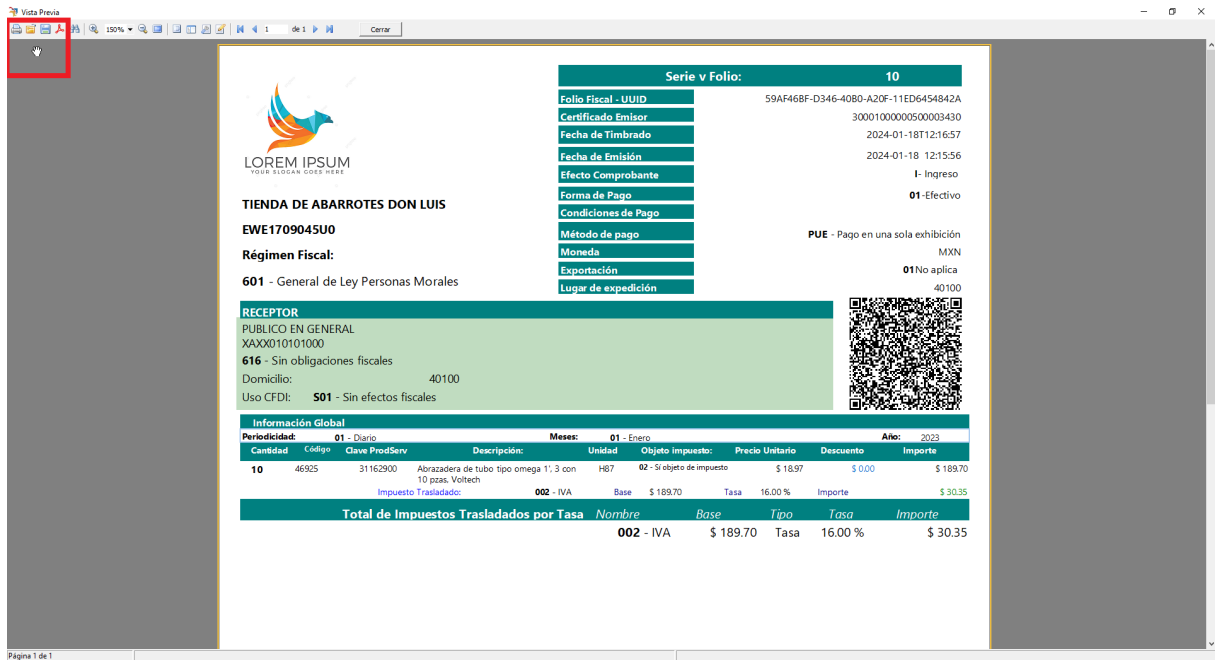 Vista Previa
150% 1 de 1 Cerrar
Serie v Folio: 10
LOREM IPSUM
YOUR SLOGAN GOES HERE
TIENDA DE ABARROTES DON LUIS
EWE1709045U0
Régimen Fiscal:
601 - General de Ley Personas Morales
Folio Fiscal - UUID 59AF46BF-D346-40B0-A20F-11ED6454842A
Certificado Emisor 30001000000500003430
Fecha de Timbrado 2024-01-18T12:16:57
Fecha de Emisión 2024-01-18 12:15:56
Efecto Comprobante I- Ingreso
Forma de Pago 01-Efectivo
Condiciones de Pago
Método de pago PUE - Pago en una sola exhibición
Moneda MXN
Exportación 01No aplica
Lugar de expedición 40100
RECEPTOR
PUBLICO EN GENERAL
XAXX010101000
616 - Sin obligaciones fiscales
Domicilio: 40100
Uso CFDI: S01 - Sin efectos fiscales
Información Global
Periodicidad: 01 - Diario Meses: 01 - Enero Año: 2023
Cantidad Código Clave ProdServ Descripción: Unidad Objeto impuesto: Precio Unitario Descuento Importe
10 46925 31162900 Abrazadera de tubo tipo omega 1', 3 con H87 02 - Sí objeto de impuesto $ 18.97 $ 0.00 $ 189.70
10 pzas. Voltech
Impuesto Trasladado: 002 - IVA Base $ 189.70 Tasa 16.00 % Importe $ 30.35
Total de Impuestos Trasladados por Tasa Nombre Base Tipo Tasa Importe
002 - IVA $ 189.70 Tasa 16.00 % $ 30.35
Página 1 de 1